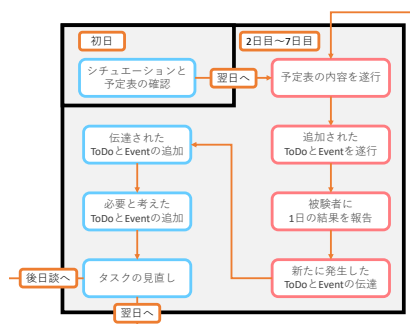 初日
2日目～7日目
シチュエーションと
予定表の確認
翌日へ
予定表の内容を遂行
伝達された
ToDoとEventの追加
追加された
ToDoとEventを遂行
必要と考えた
ToDoとEventの追加
被験者に
1日の結果を報告
後日談へ
タスクの見直し
新たに発生した
ToDoとEventの伝達
翌日へ